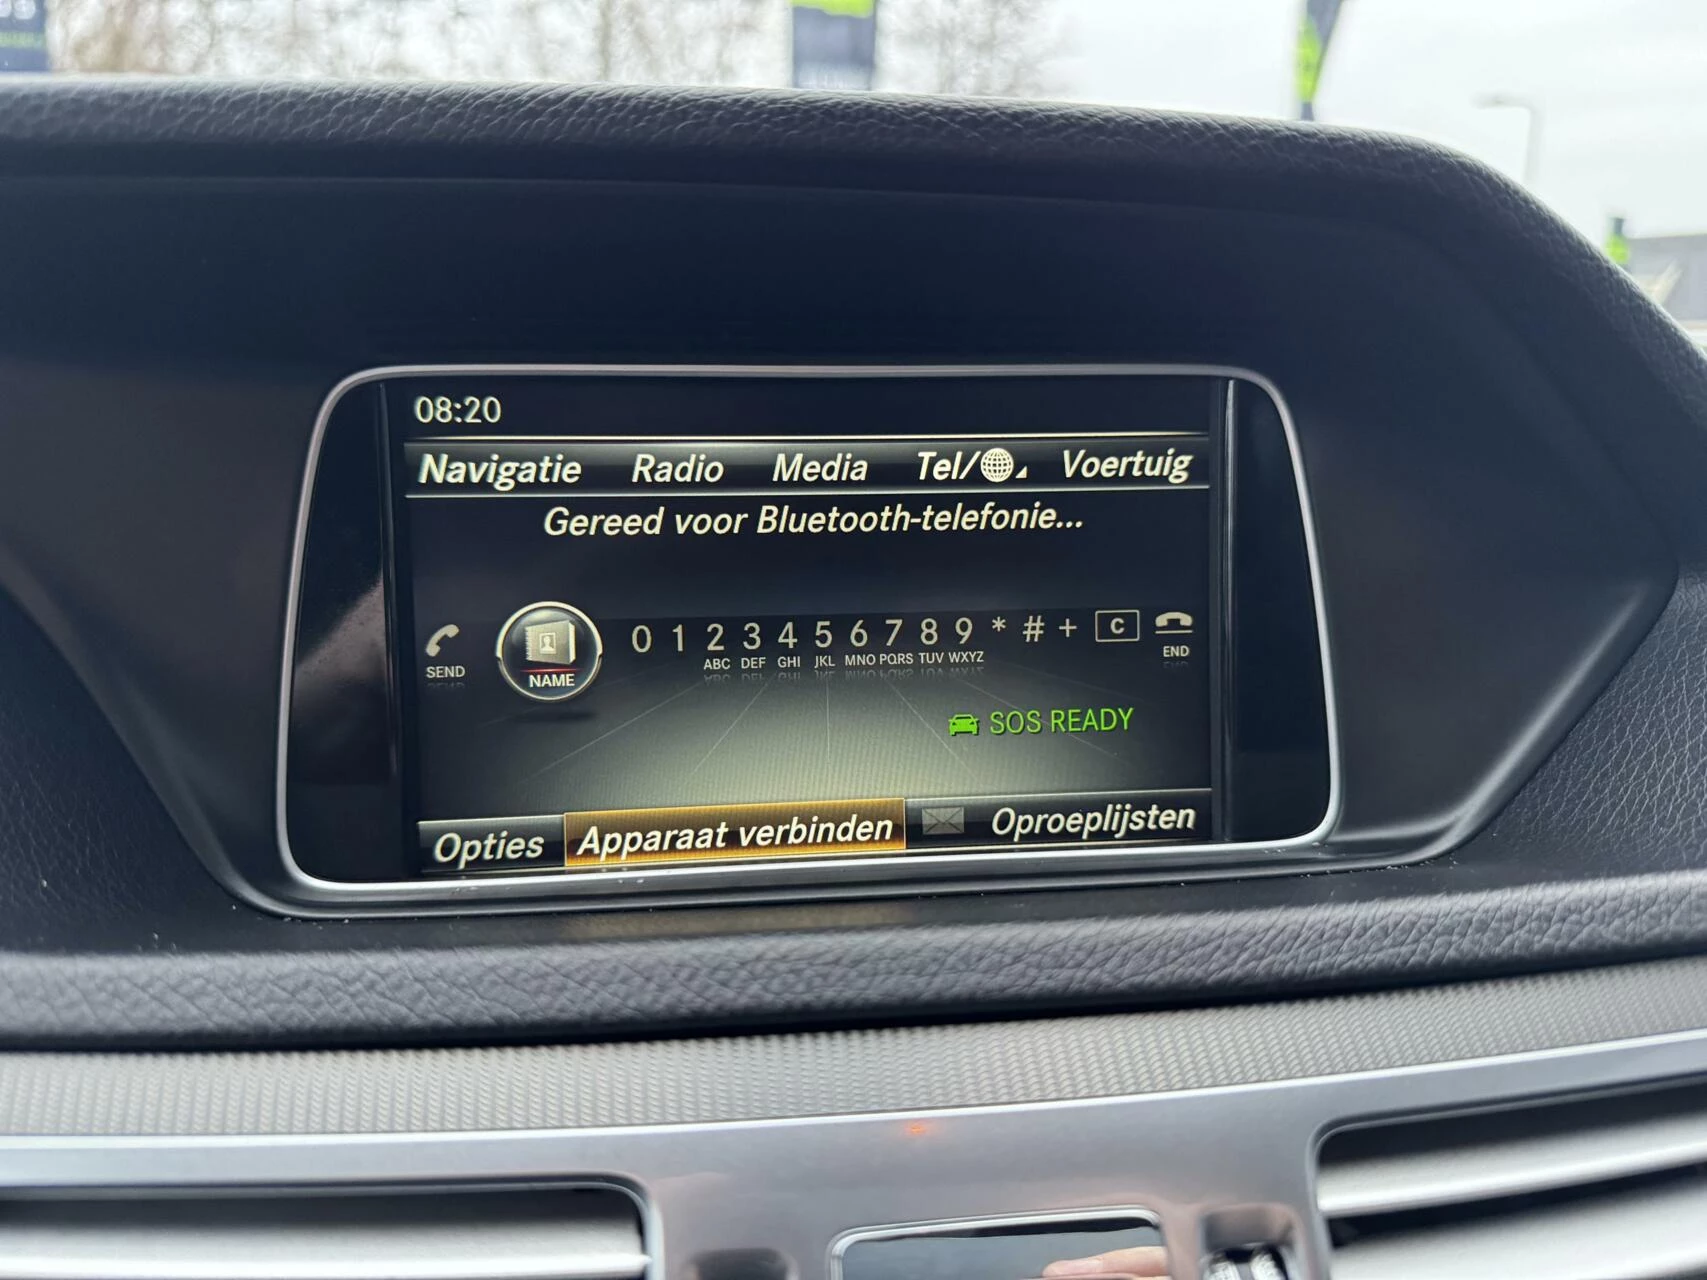 08:20
Navigatie Radio Media Tel/ Voertuig
Gereed voor Bluetooth-telefonie...
SEND NAME 0 1 2 3 4 5 6 7 8 9 * # + C END
ABC DEF GHI JKL MNO PQRS TUV WXYZ
SOS READY
Opties Apparaat verbinden Oproeplijsten